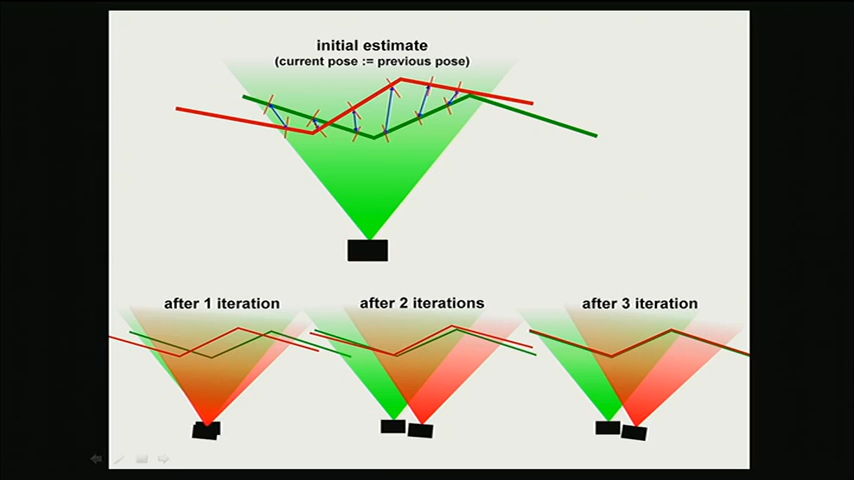 initial estimate
(current pose := previous pose)
after 1 iteration
after 2 iterations
after 3 iteration